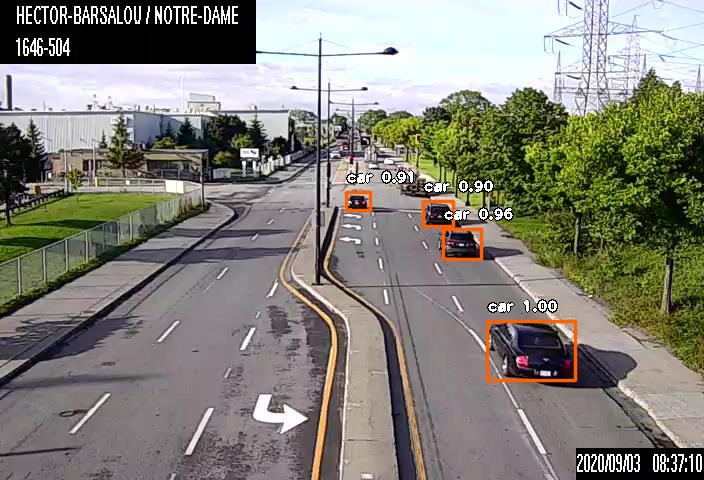 HECTOR-BARSALOU / NOTRE-DAME
1646-504
car 0.91
car 0.90
car 0.96
car 1.00
2020/09/03 08:37:10